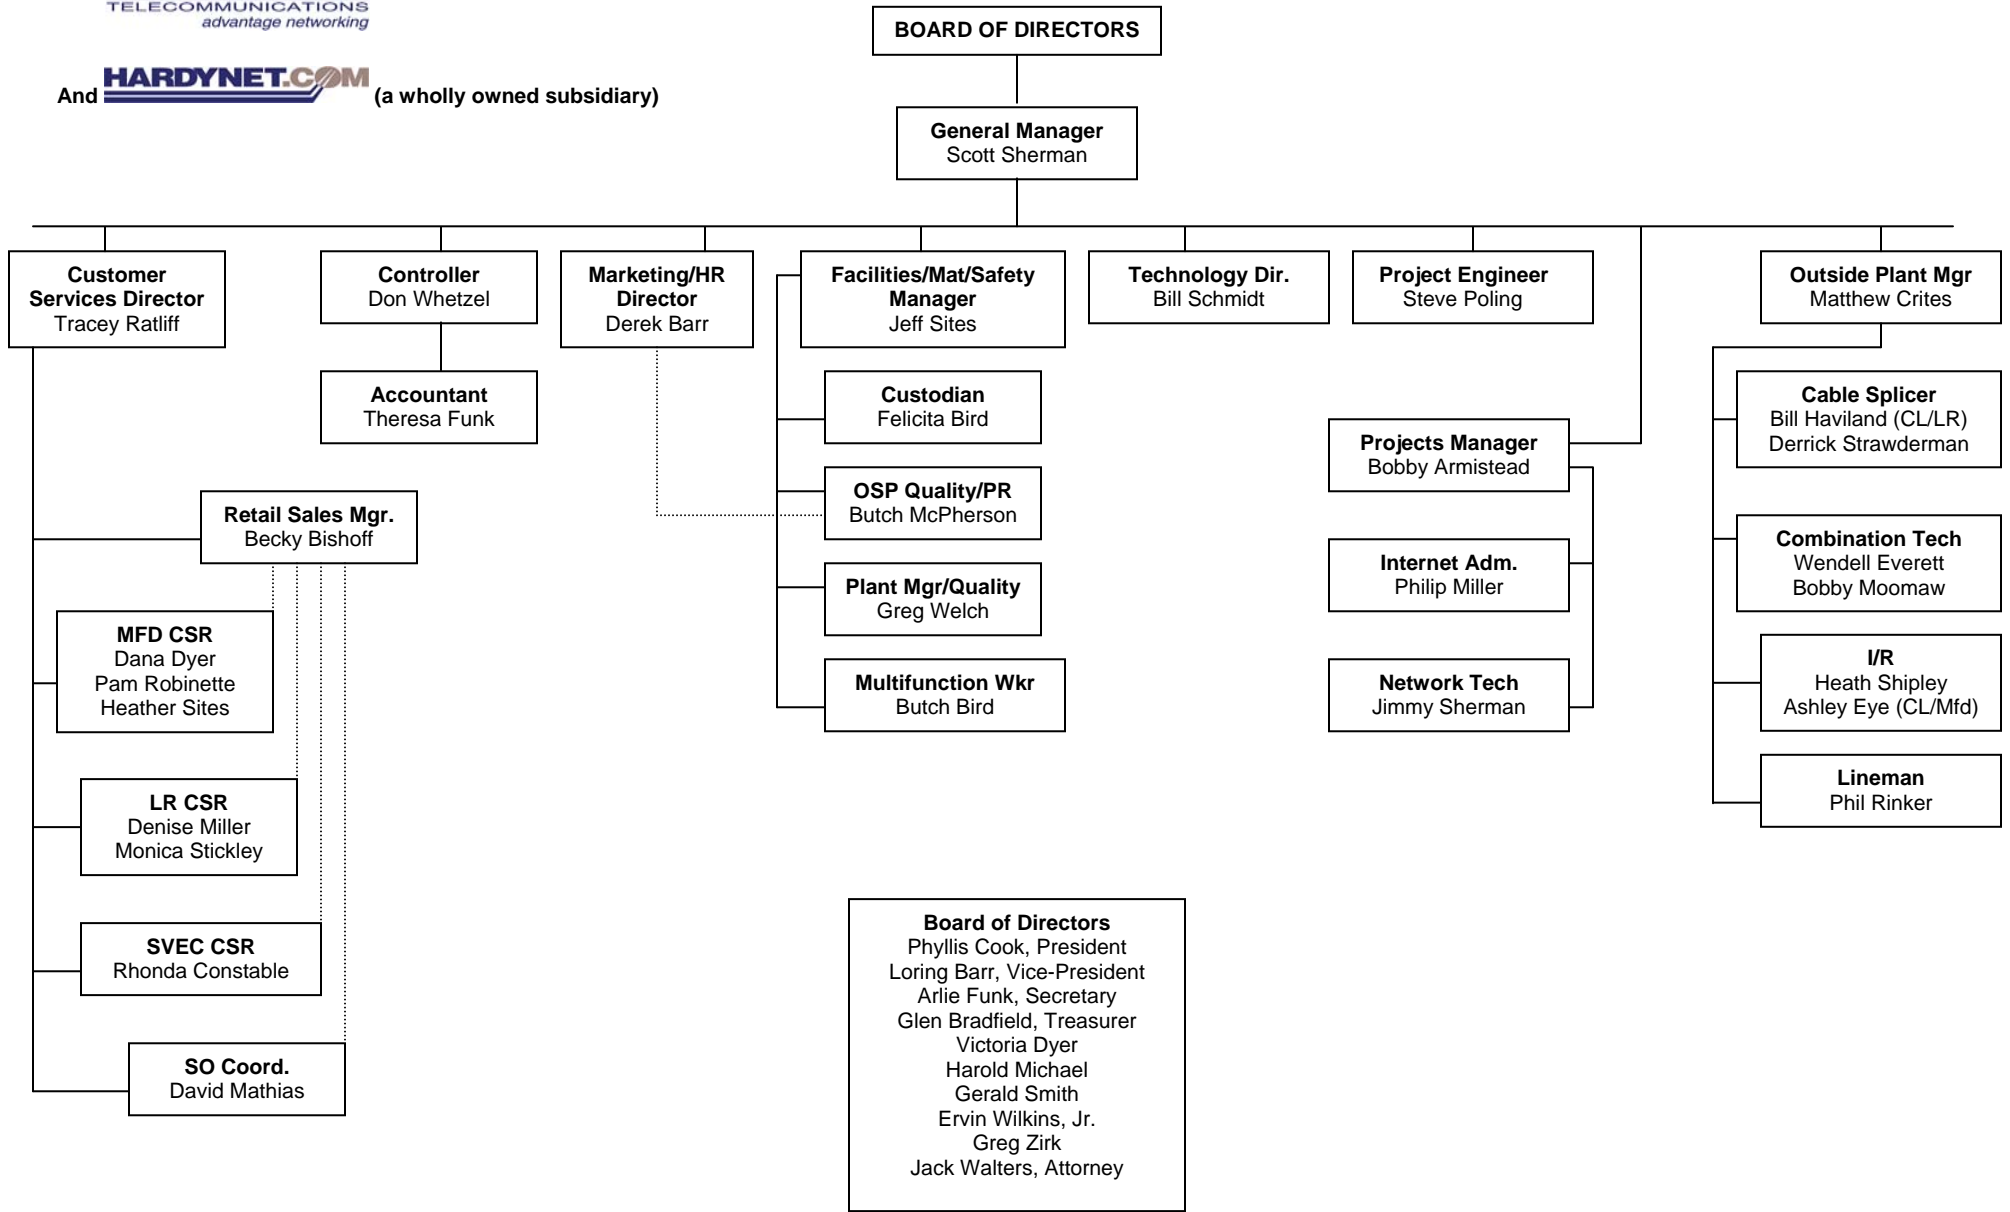 TELECOMMUNICATIONS
advantage networking
And HARDYNET.COM (a wholly owned subsidiary)
BOARD OF DIRECTORS
General Manager
Scott Sherman
Customer
Services Director
Tracey Ratliff
Controller
Don Whetzel
Marketing/HR
Director
Derek Barr
Facilities/Mat/Safety
Manager
Jeff Sites
Technology Dir.
Bill Schmidt
Project Engineer
Steve Poling
Outside Plant Mgr
Matthew Crites
Accountant
Theresa Funk
Retail Sales Mgr.
Becky Bishoff
MFD CSR
Dana Dyer
Pam Robinette
Heather Sites
LR CSR
Denise Miller
Monica Stickley
SVEC CSR
Rhonda Constable
SO Coord.
David Mathias
Custodian
Felicita Bird
OSP Quality/PR
Butch McPherson
Plant Mgr/Quality
Greg Welch
Multifunction Wkr
Butch Bird
Projects Manager
Bobby Armistead
Internet Adm.
Philip Miller
Network Tech
Jimmy Sherman
Cable Splicer
Bill Haviland (CL/LR)
Derrick Strawderman
Combination Tech
Wendell Everett
Bobby Moomaw
I/R
Heath Shipley
Ashley Eye (CL/Mfd)
Lineman
Phil Rinker
Board of Directors
Phyllis Cook, President
Loring Barr, Vice-President
Arlie Funk, Secretary
Glen Bradfield, Treasurer
Victoria Dyer
Harold Michael
Gerald Smith
Ervin Wilkins, Jr.
Greg Zirk
Jack Walters, Attorney